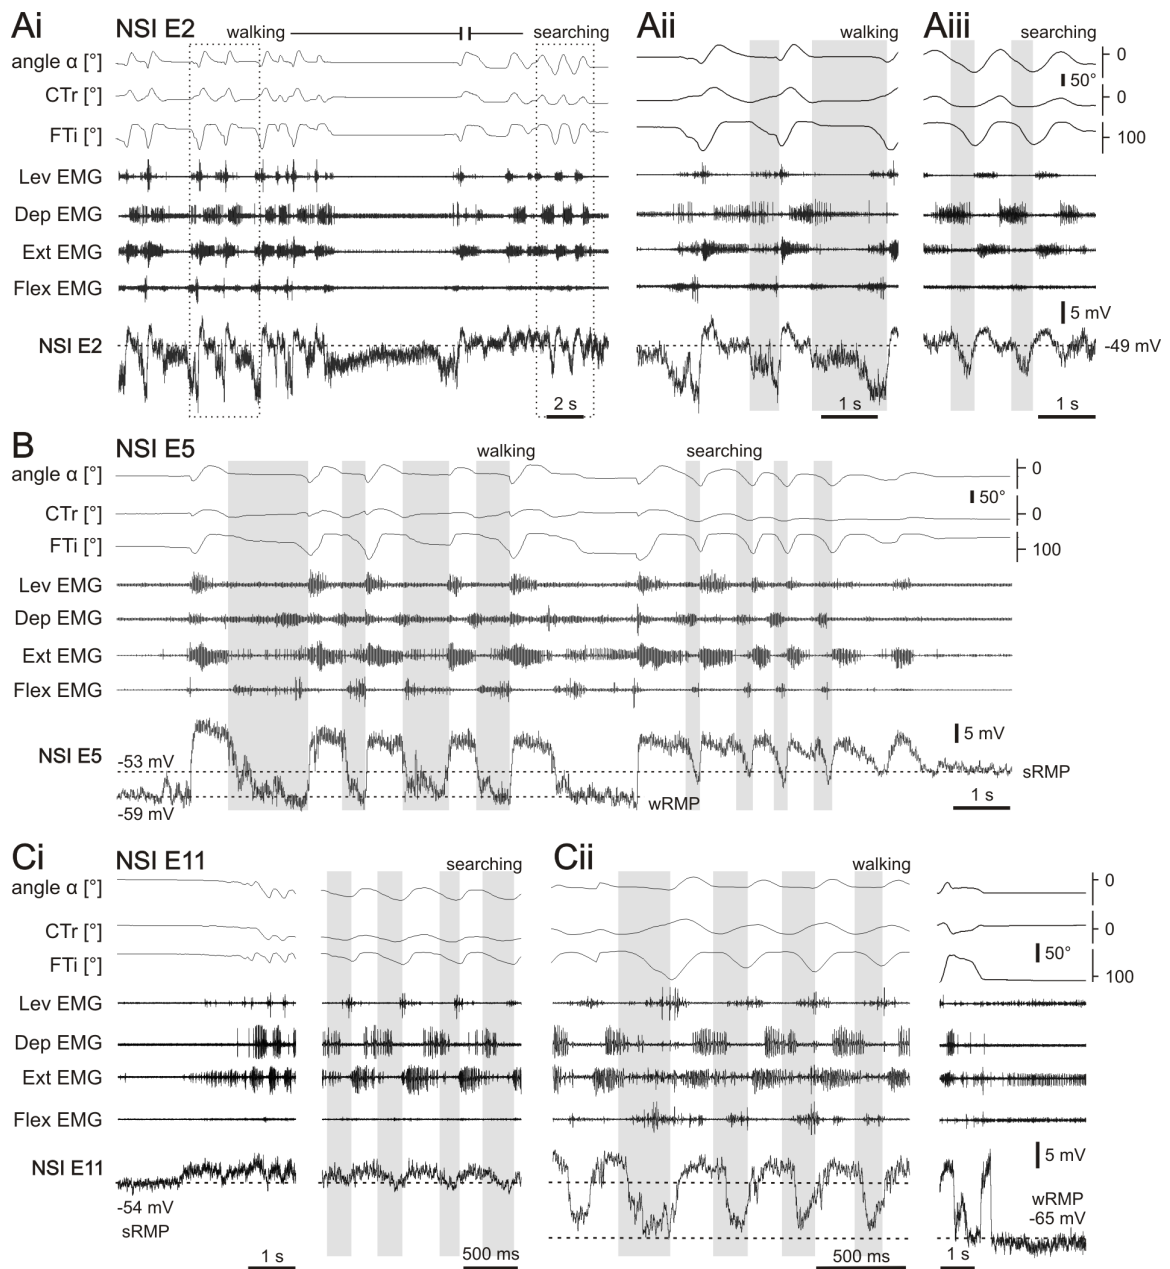 Ai NSI E2 walking searching
angle α [°]
CTr [°]
FTi [°]
Lev EMG
Dep EMG
Ext EMG
Flex EMG
NSI E2
2 s
Aii walking
1 s
Aiii searching
0
50°
0
100
5 mV
-49 mV
1 s
B NSI E5 walking searching
angle α [°]
0
50°
CTr [°]
0
FTi [°]
100
Lev EMG
Dep EMG
Ext EMG
Flex EMG
5 mV
NSI E5
-53 mV
sRMP
wRMP
-59 mV
1 s
Ci NSI E11 searching
angle α [°]
CTr [°]
FTi [°]
Lev EMG
Dep EMG
Ext EMG
Flex EMG
NSI E11
-54 mV
sRMP
1 s
500 ms
Cii walking
0
0
50°
100
5 mV
wRMP
-65 mV
500 ms
1 s